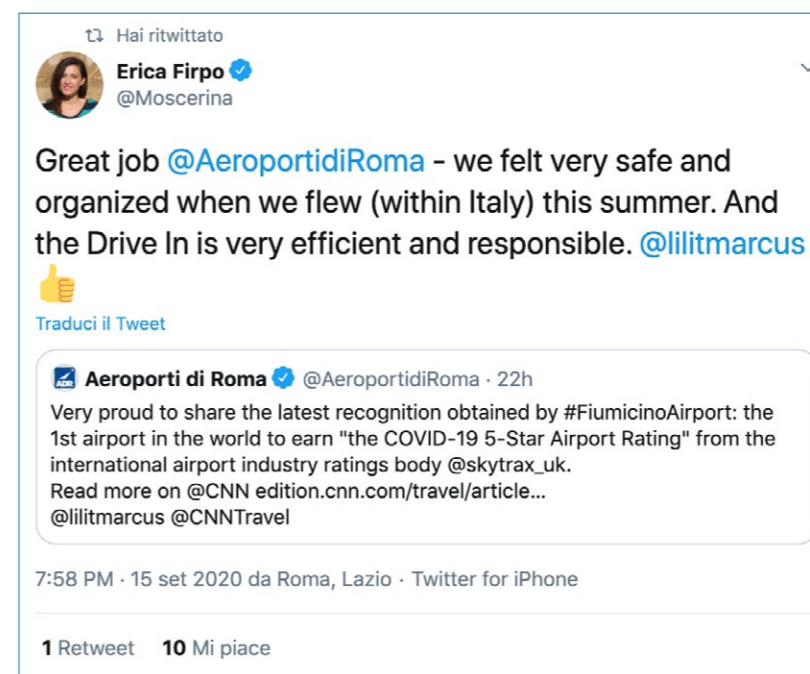 Hai ritwittato
Erica Firpo
@Moscerina
Great job @AeroportidiRoma - we felt very safe and
organized when we flew (within Italy) this summer. And
the Drive In is very efficient and responsible. @lilitmarcus
Traduci il Tweet
ADR
Aeroporti di Roma @AeroportidiRoma · 22h
Very proud to share the latest recognition obtained by #FiumicinoAirport: the
1st airport in the world to earn "the COVID-19 5-Star Airport Rating" from the
international airport industry ratings body @skytrax_uk.
Read more on @CNN edition.cnn.com/travel/article...
@lilitmarcus @CNNTravel
7:58 PM · 15 set 2020 da Roma, Lazio · Twitter for iPhone
1 Retweet 10 Mi piace